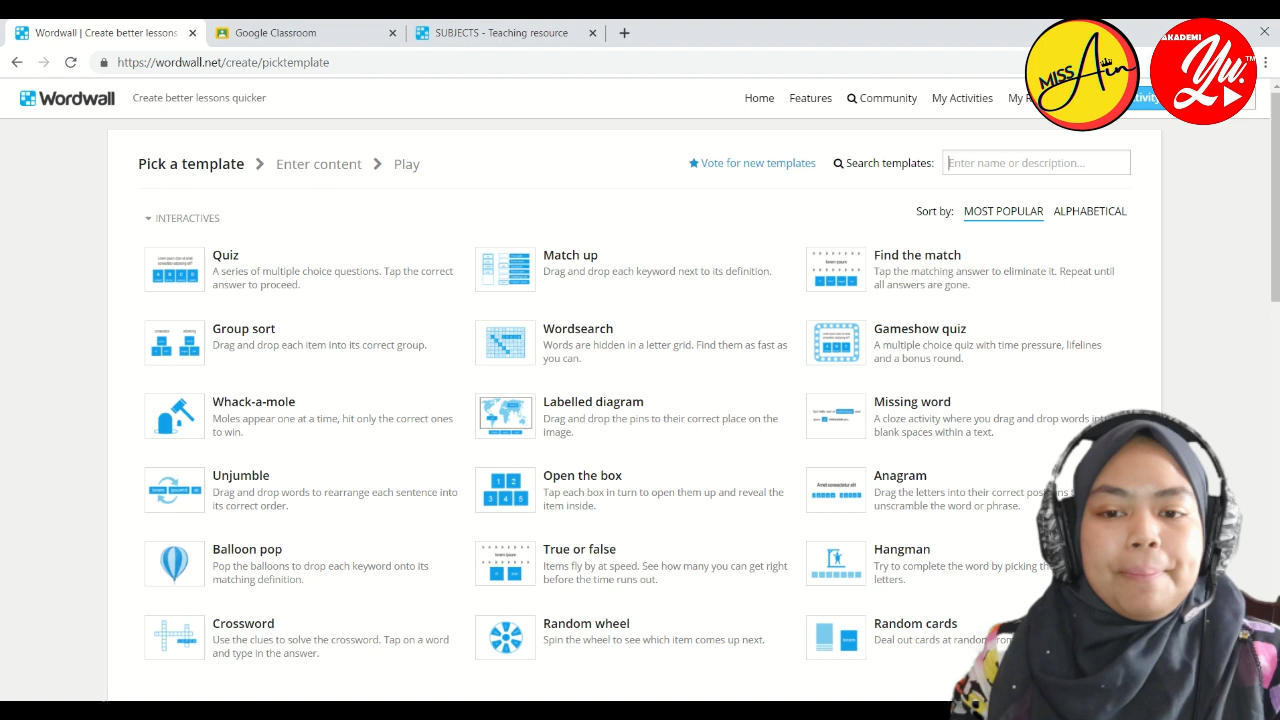 Wordwall | Create better lessons
Google Classroom
SUBJECTS - Teaching resource
https://wordwall.net/create/picktemplate
Wordwall
Create better lessons quicker
Home
Features
Community
My Activities
MISS Ain
AKADEMI
YW.
TM
Pick a template
Enter content
Play
Vote for new templates
Search templates:
Enter name or description...
INTERACTIVES
Sort by:
MOST POPULAR
ALPHABETICAL
Quiz
A series of multiple choice questions. Tap the correct
answer to proceed.
Match up
Drag and drop each keyword next to its definition.
Find the match
Tap the matching answer to eliminate it. Repeat until
all answers are gone.
Group sort
Drag and drop each item into its correct group.
Wordsearch
Words are hidden in a letter grid. Find them as fast as
you can.
Gameshow quiz
A multiple choice quiz with time pressure, lifelines
and a bonus round.
Whack-a-mole
Moles appear one at a time, hit only the correct ones
to win.
Labelled diagram
Drag and drop the pins to their correct place on the
image.
Missing word
A cloze activity where you drag and drop words into
blank spaces within a text.
Unjumble
Drag and drop words to rearrange each sentence into
its correct order.
Open the box
Tap each box in turn to open them up and reveal the
item inside.
Anagram
Drag the letters into their correct positions
unscramble the word or phrase.
Balloon pop
Pop the balloons to drop each keyword onto its
matching definition.
True or false
Items fly by at speed. See how many you can get right
before the time runs out.
Hangman
Try to complete the word by picking
letters.
Crossword
Use the clues to solve the crossword. Tap on a word
and type in the answer.
Random wheel
Spin the wheel to see which item comes up next.
Random cards
Deal out cards at random